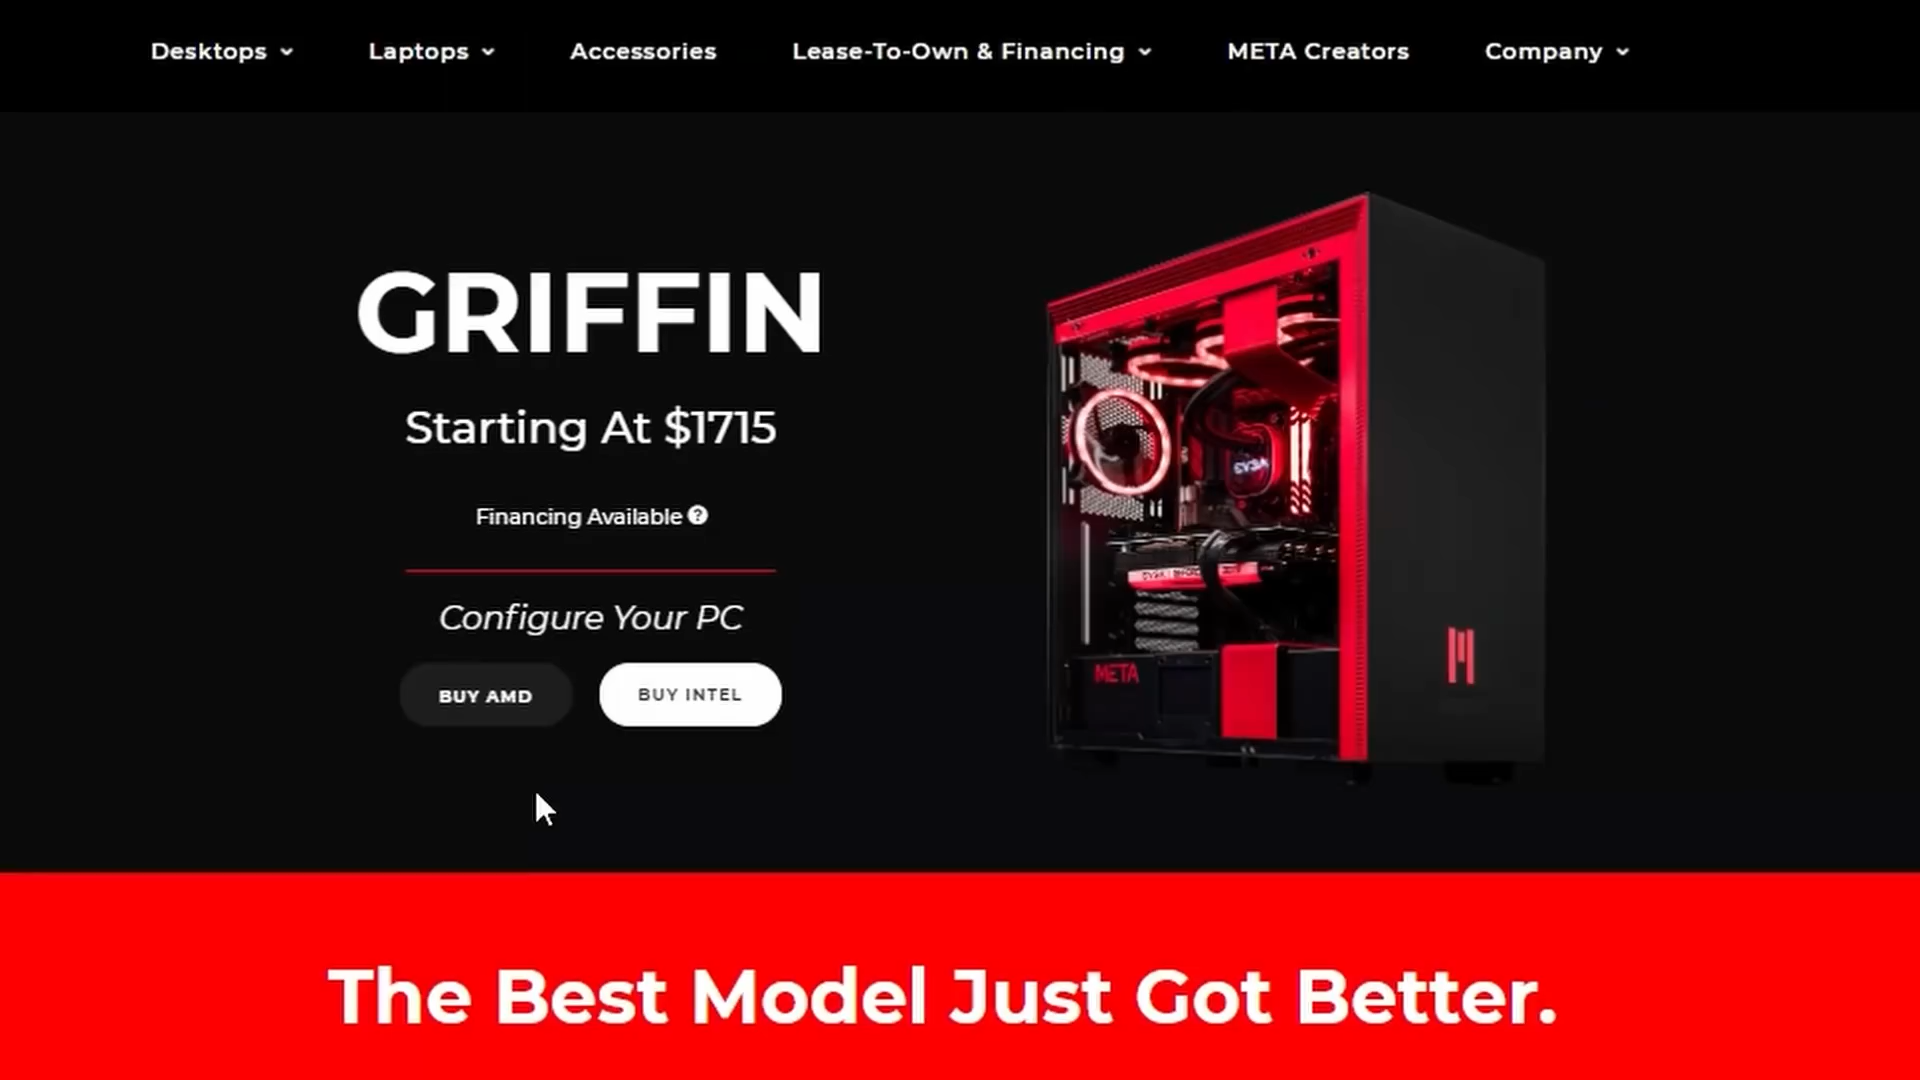 Desktops
Laptops
Accessories
Lease-To-Own & Financing
META Creators
Company
GRIFFIN
Starting At $1715
Financing Available ?
Configure Your PC
BUY AMD
BUY INTEL
EVGA
META
The Best Model Just Got Better.